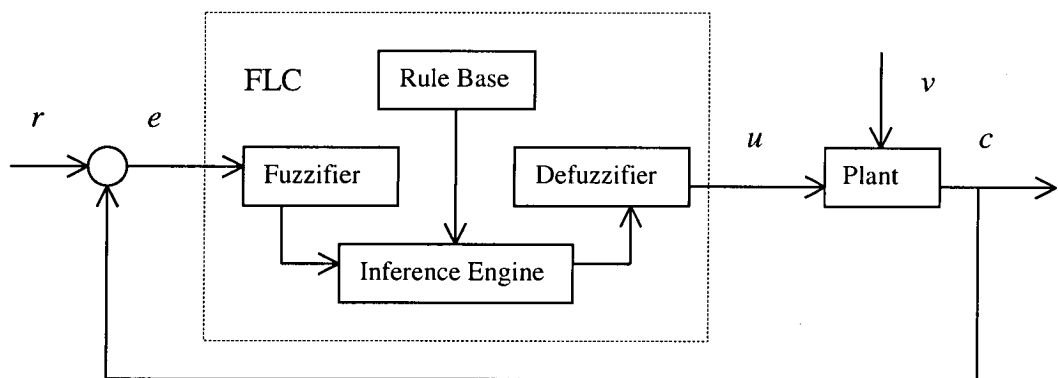 FLC
Rule Base
r
e
Fuzzifier
Inference Engine
Defuzzifier
u
v
Plant
c